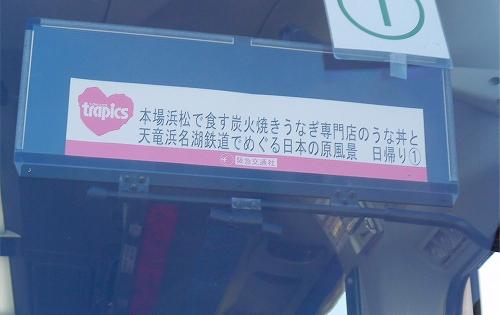 ①
trapics
本場浜松で食す炭火焼きうなぎ専門店のうな丼と
天竜浜名湖鉄道でめぐる日本の原風景 日帰り①
阪急交通社